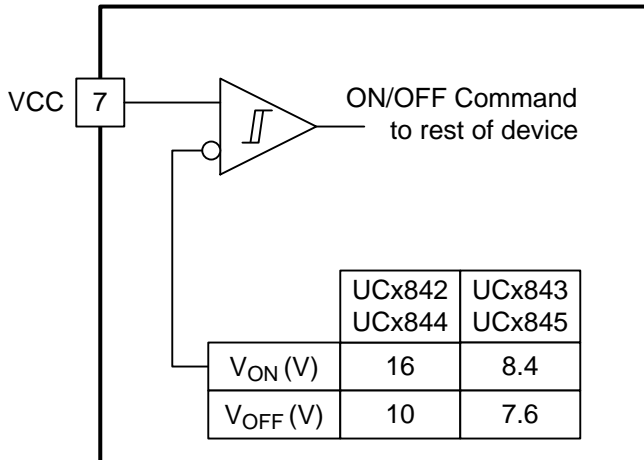 VCC 7
ON/OFF Command
to rest of device
UCx842 UCx843
UCx844 UCx845
VON (V) 16 8.4
VOFF (V) 10 7.6